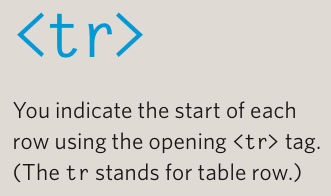 <tr>
You indicate the start of each
row using the opening <tr> tag.
(The tr stands for table row.)